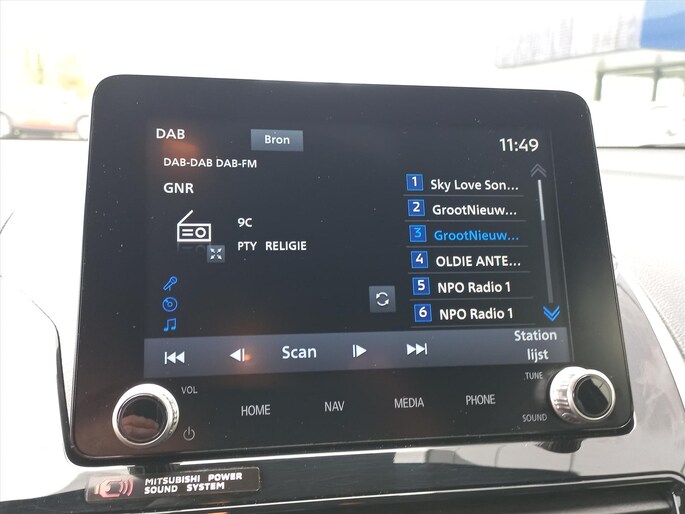 DAB
Bron
11:49
DAB-DAB DAB-FM
GNR
9C
PTY RELIGIE
1 Sky Love Son...
2 GrootNieuw...
3 GrootNieuw...
4 OLDIE ANTE...
5 NPO Radio 1
6 NPO Radio 1
Scan
Station
lijst
VOL
HOME
NAV
MEDIA
PHONE
TUNE
SOUND
MITSUBISHI POWER
SOUND SYSTEM